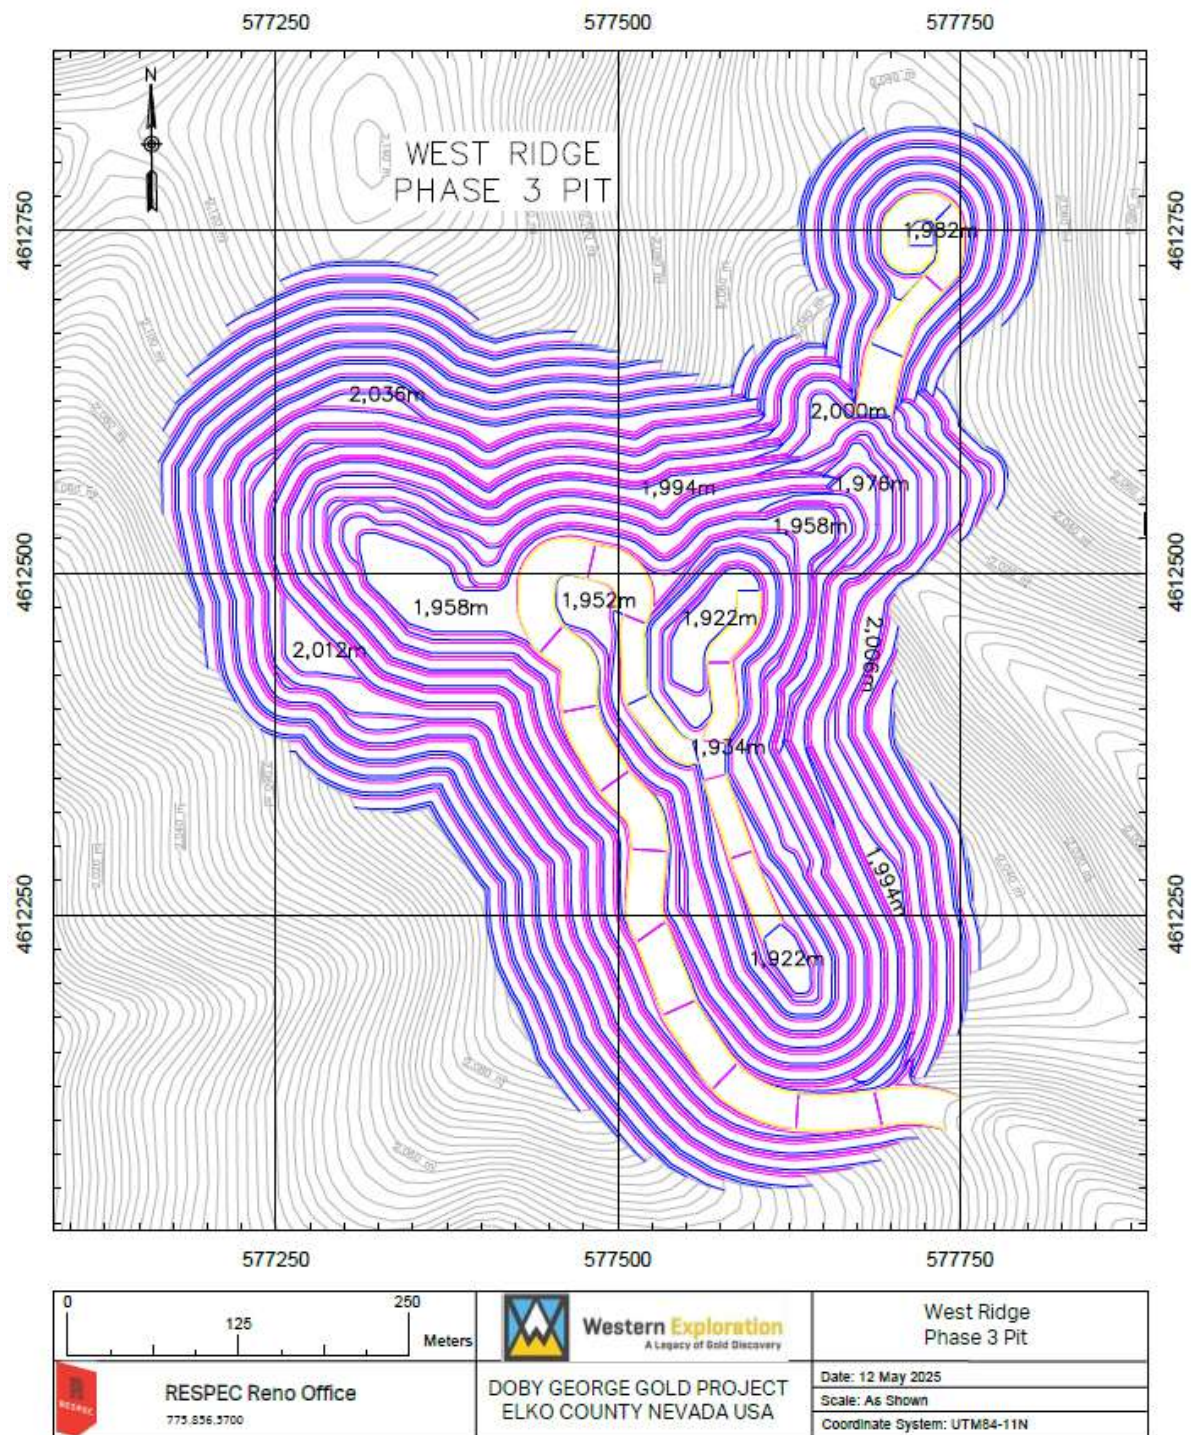 577250 577500 577750
N
WEST RIDGE
PHASE 3 PIT
4612750
4612750
1,982m
2,036m
2,000m
1,994m
1,976m
1,958m
4612500
4612500
1,958m
1,952m
1,922m
2,012m
2,006m
1,934m
1,994m
4612250
4612250
1,922m
2,060 m
577250 577500 577750
0 125 250
Meters
RESPEC
RESPEC Reno Office
775.856.5700
Western Exploration
A Legacy of Gold Discovery
DOBY GEORGE GOLD PROJECT
ELKO COUNTY NEVADA USA
West Ridge
Phase 3 Pit
Date: 12 May 2025
Scale: As Shown
Coordinate System: UTM84-11N